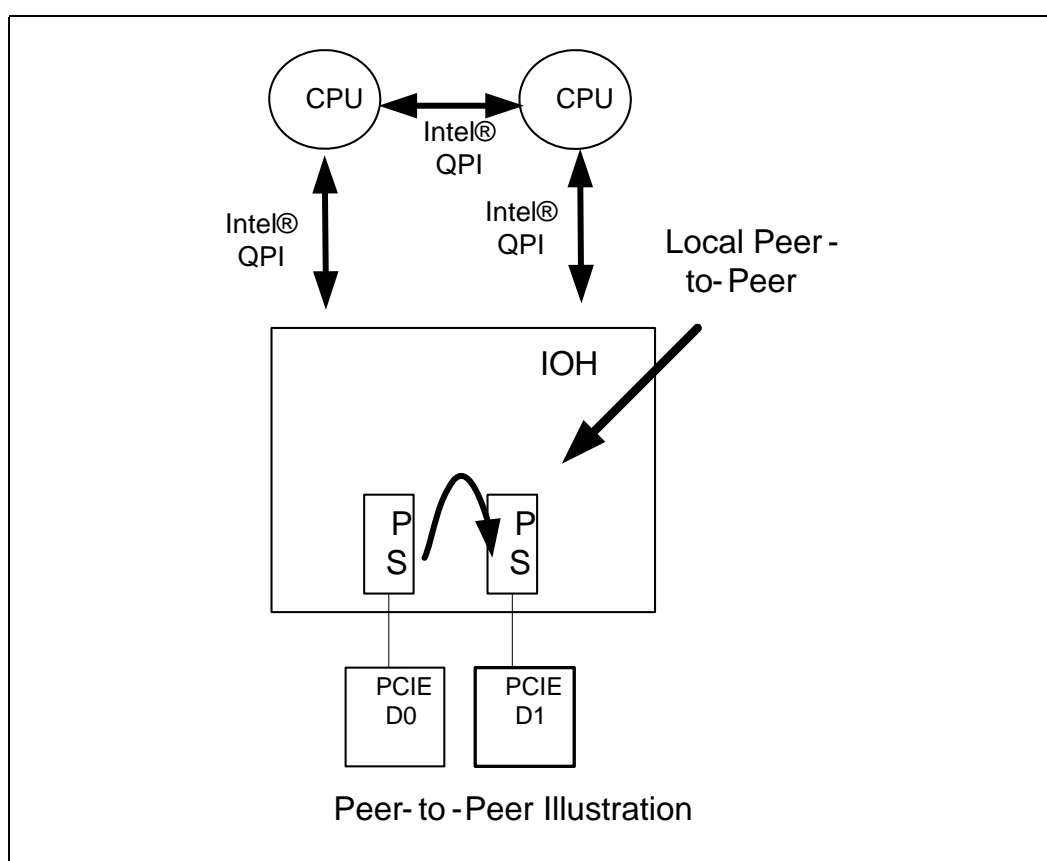 CPU
CPU
Intel®
QPI
Intel®
QPI
Intel®
QPI
Local Peer -
to- Peer
IOH
P
S
P
S
PCIE
D0
PCIE
D1
Peer- to -Peer Illustration